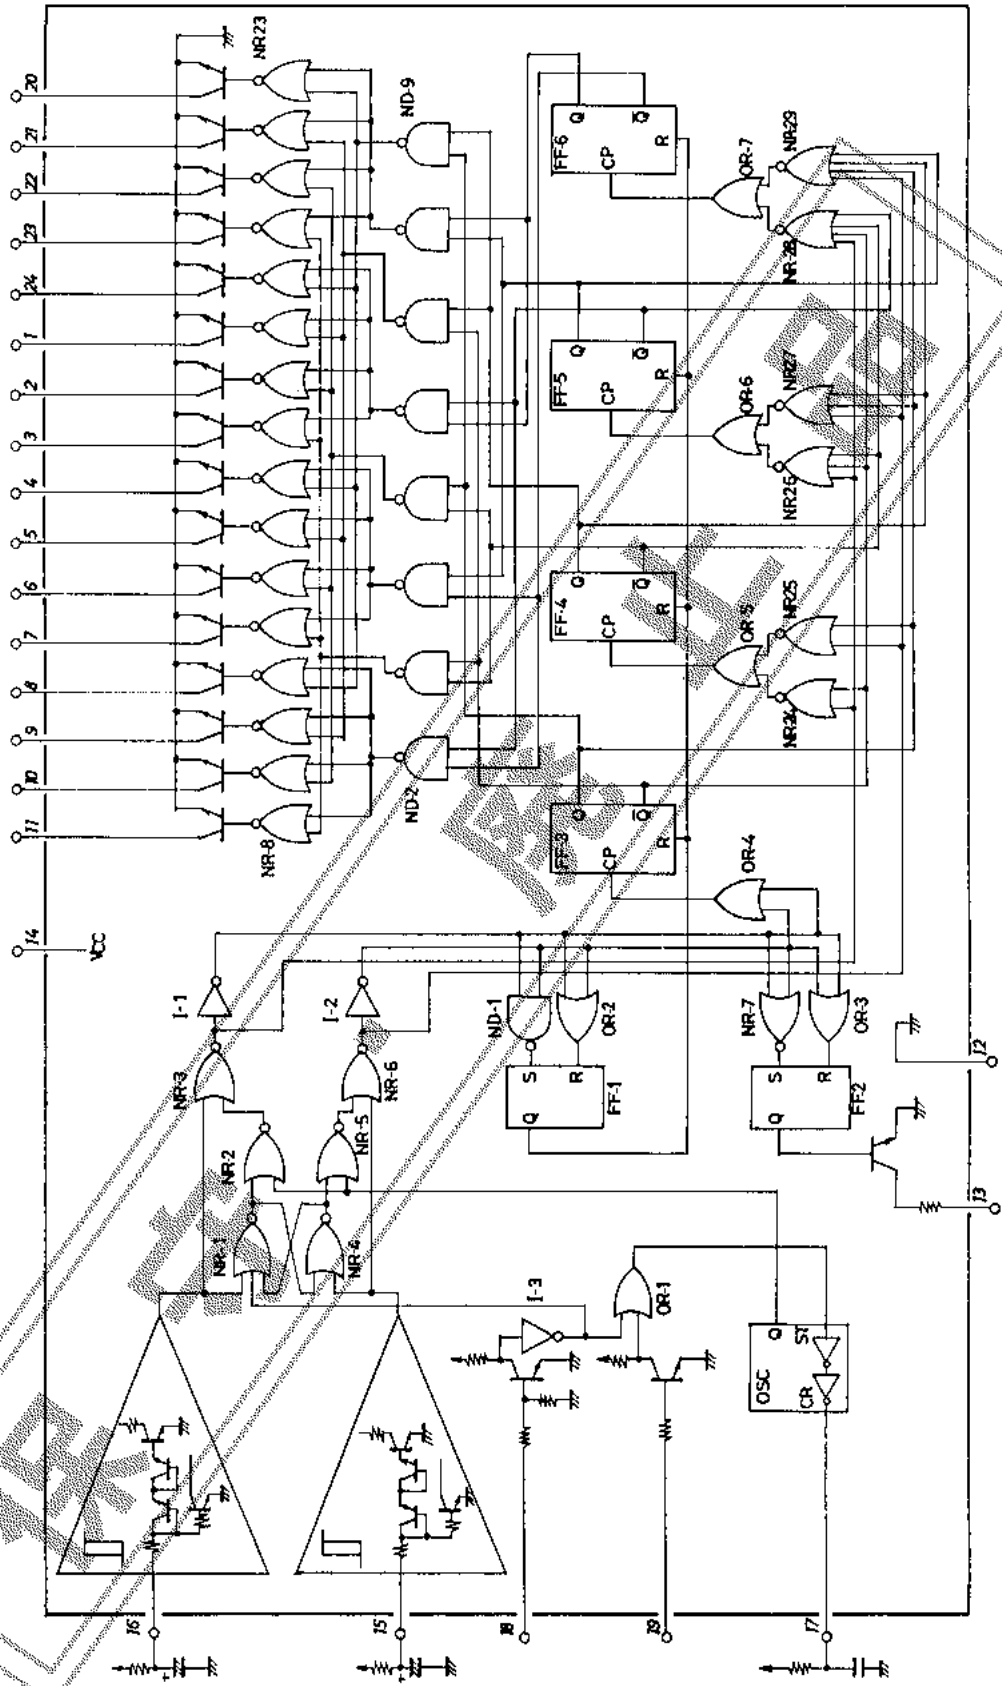 20
21
22
23
24
1
2
3
4
5
6
7
8
9
10
11
14
VCC
NR23
ND-9
NR-8
ND-2
FF-6
Q
Q̅
CP
R
FF-5
Q
Q̅
CP
R
FF-4
Q
Q̅
CP
R
FF-3
Q
Q̅
CP
R
OR-7
NR29
NR-28
OR-6
NR27
NR26
OR-5
NR25
NR24
OR-4
I-1
I-2
NR-3
NR-6
NR-2
NR-5
NR-1
NR-4
ND-1
OR-2
NR-7
OR-3
S
R
Q
FF-1
S
R
Q
FF2
12
13
I-3
OR-1
OSC
Q
ST
CR
16
15
18
19
17